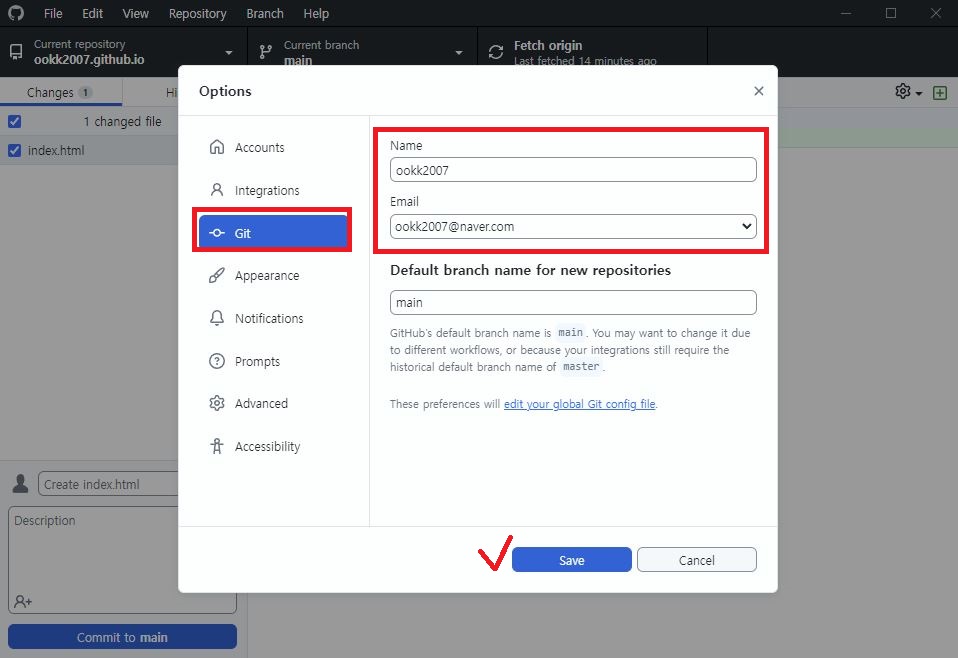 File Edit View Repository Branch Help
Current repository
ookk2007.github.io
Current branch
main
Fetch origin
Last fetched 14 minutes ago
Changes 1
Hi
1 changed file
index.html
Options
Accounts
Integrations
Git
Appearance
Notifications
Prompts
Advanced
Accessibility
Name
ookk2007
Email
ookk2007@naver.com
Default branch name for new repositories
main
GitHub's default branch name is main. You may want to change it due
to different workflows, or because your integrations still require the
historical default branch name of master.
These preferences will edit your global Git config file.
Save
Cancel
Create index.html
Description
Commit to main